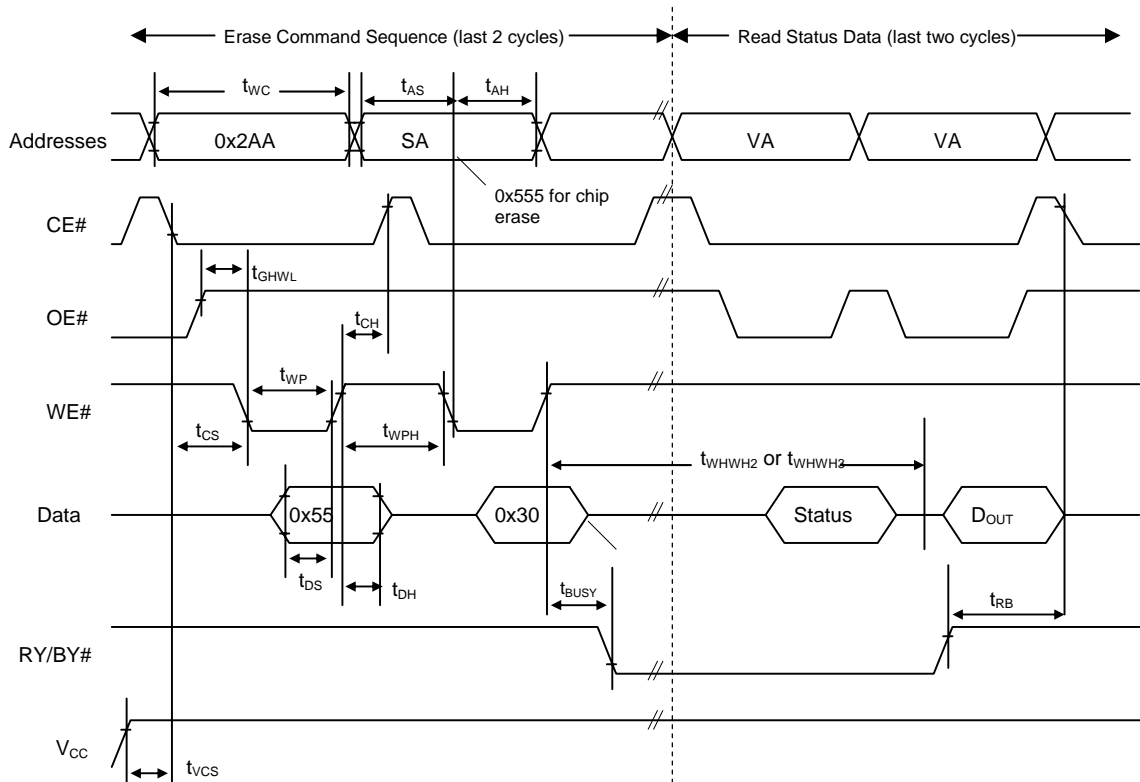 Erase Command Sequence (last 2 cycles) Read Status Data (last two cycles)
tWC tAS tAH
Addresses 0x2AA SA VA VA
0x555 for chip
erase
CE#
tGHWL
OE# tCH
tWP
WE#
tCS tWPH
tWHWH2 or tWHWH3
Data 0x55 0x30 Status DOUT
tDS tDH tBUSY tRB
RY/BY#
VCC
tVCS